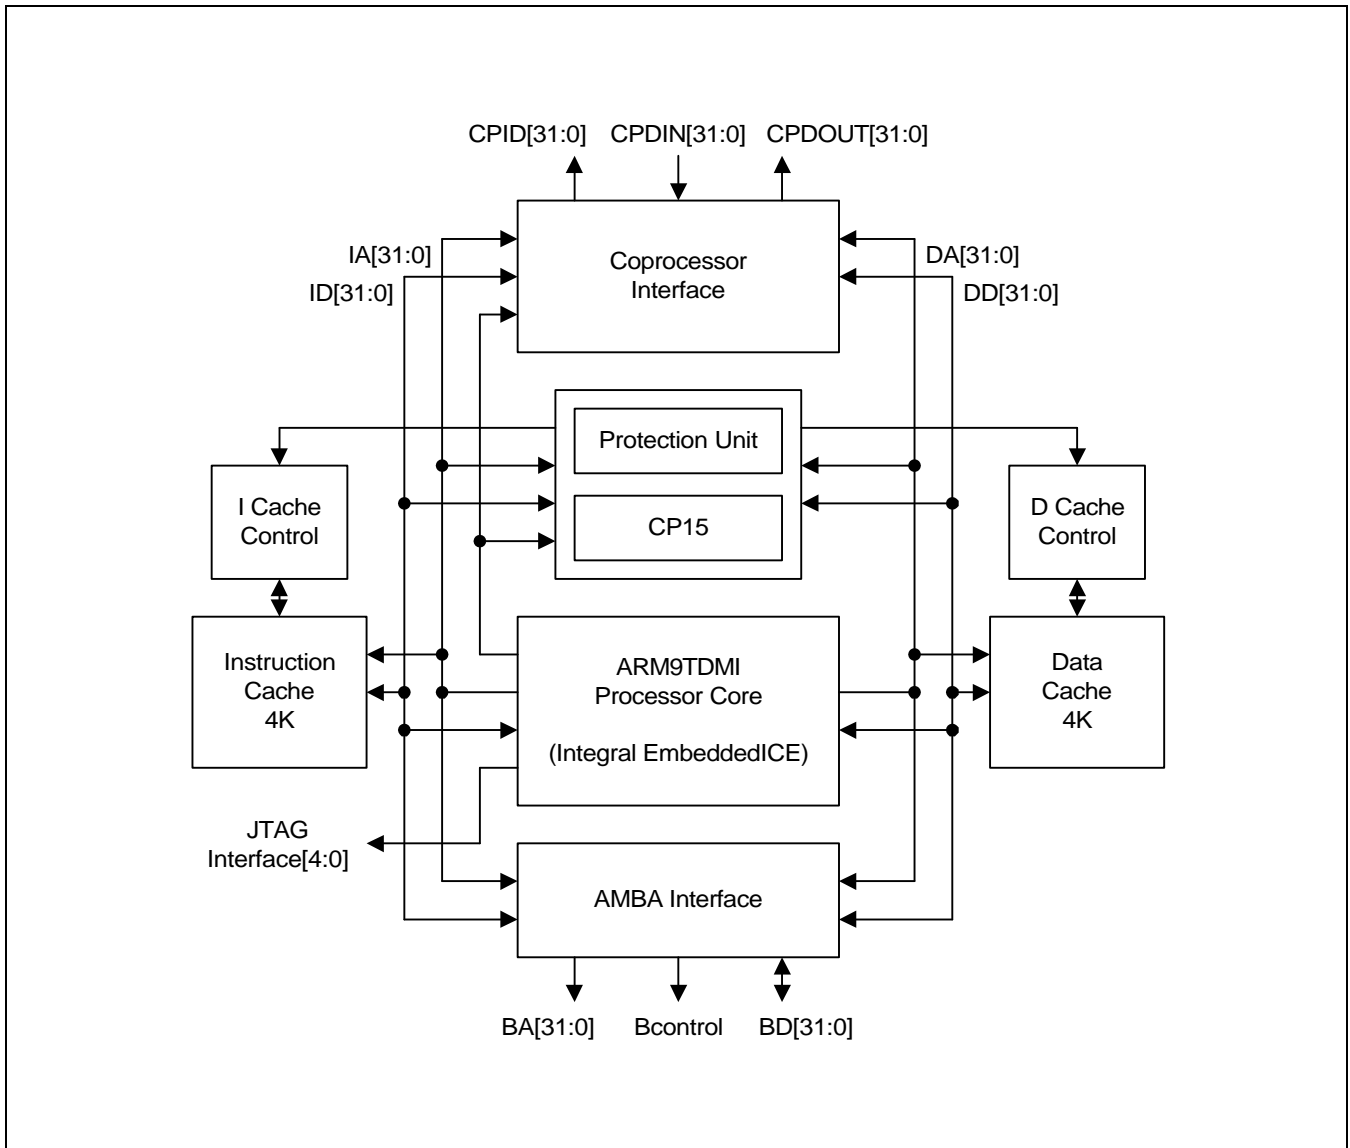 CPID[31:0] CPDIN[31:0] CPDOUT[31:0]
IA[31:0]
ID[31:0]
Coprocessor
Interface
DA[31:0]
DD[31:0]
Protection Unit
CP15
I Cache
Control
D Cache
Control
Instruction
Cache
4K
ARM9TDMI
Processor Core
(Integral EmbeddedICE)
Data
Cache
4K
JTAG
Interface[4:0]
AMBA Interface
BA[31:0] Bcontrol BD[31:0]